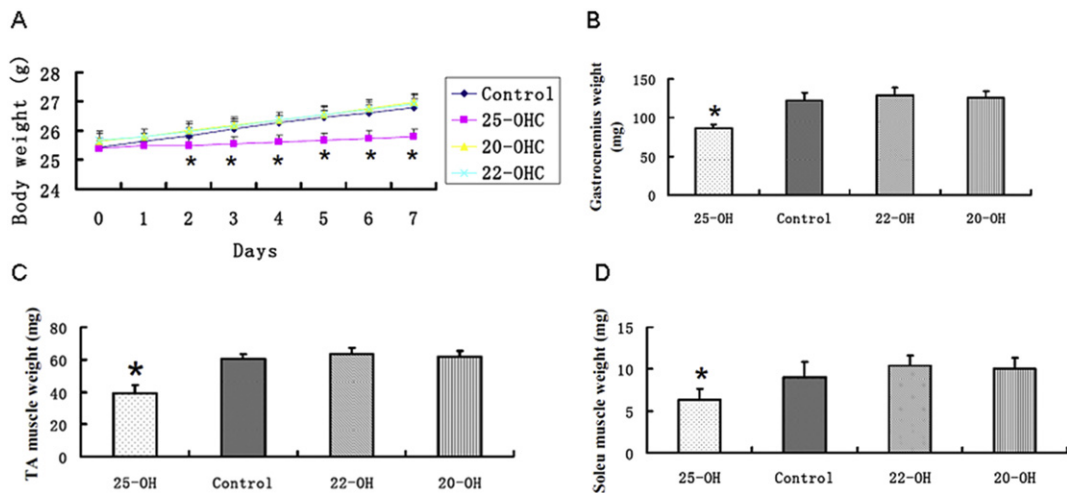 A
Body weight (g)
28
27
26
25
24
* * * * * *
0 1 2 3 4 5 6 7
Days
Control
25-OHC
20-OHC
22-OHC
B
Gastrocnemius weight
(mg)
150
100
50
0
*
25-OH Control 22-OH 20-OH
C
TA muscle weight (mg)
80
60
40
20
0
*
25-OH Control 22-OH 20-OH
D
Soleu muscle weight (mg)
15
10
5
0
*
25-OH Control 22-OH 20-OH